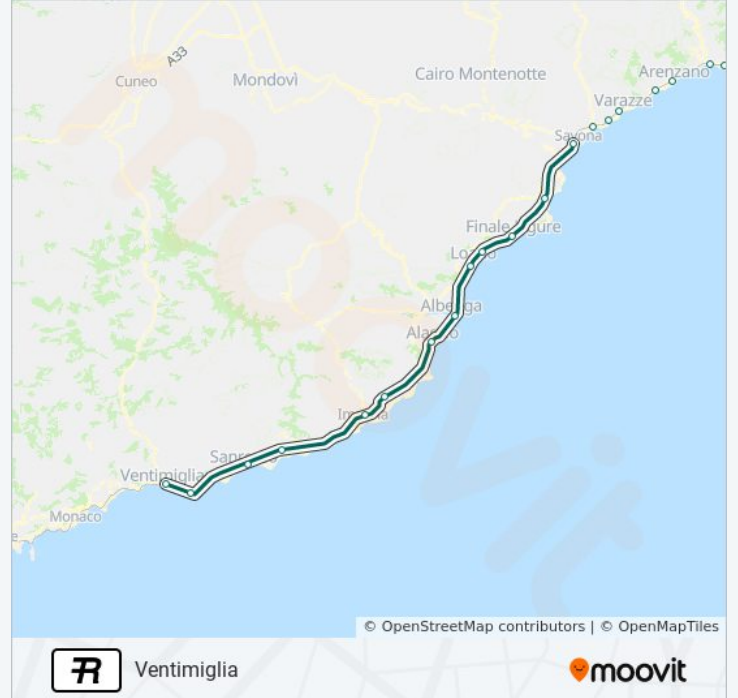 A33
Cuneo
Mondovì
Cairo Montenotte
Arenzano
Varazze
Savona
Finale Ligure
Albenga
Alassio
Imperia
Sanremo
Ventimiglia
Monaco
moovit
© OpenStreetMap contributors | © OpenMapTiles
R Ventimiglia
moovit